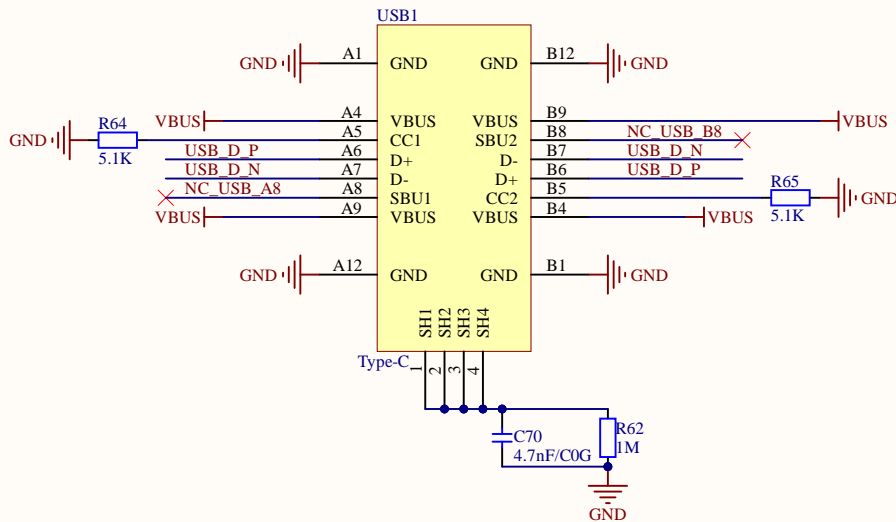 USB1
GND A1 GND GND B12 GND
VBUS A4 VBUS VBUS B9 VBUS
GND R64 5.1K A5 CC1 SBU2 B8 NC_USB_B8
USB_D_P A6 D+ D- B7 USB_D_N
USB_D_N A7 D- D+ B6 USB_D_P
NC_USB_A8 A8 SBU1 CC2 B5 R65 5.1K GND
VBUS A9 VBUS VBUS B4 VBUS
GND A12 GND GND B1 GND
SH1 SH2 SH3 SH4
Type-C 1 2 3 4
C70
4.7nF/C0G
R62
1M
GND